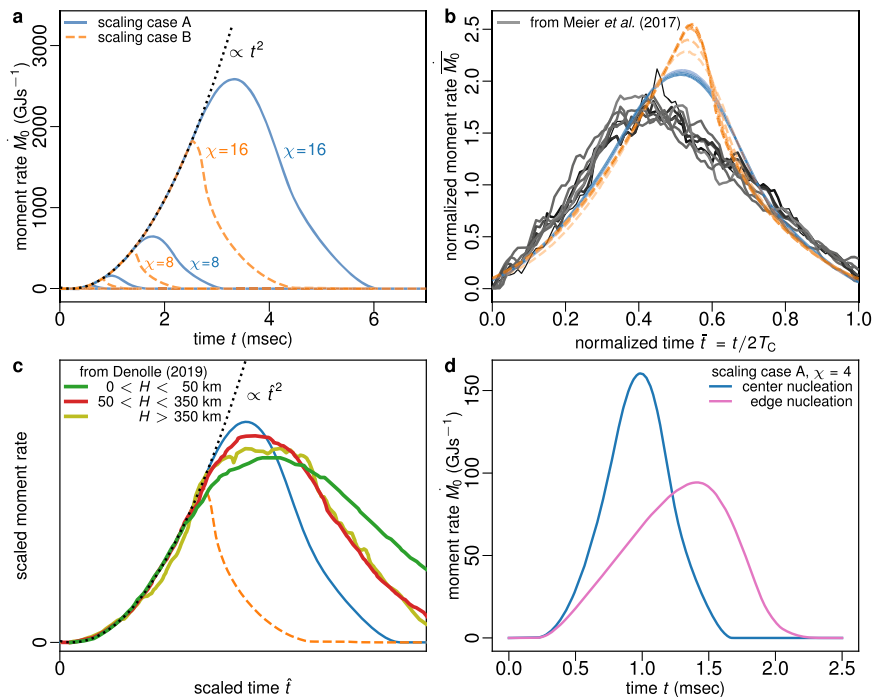 a
scaling case A
scaling case B
∝ t²
χ=16
χ=16
χ=8
χ=8
3000
2000
1000
0
moment rate Ṁ₀ (GJs⁻¹)
0
2
4
6
time t (msec)
b
from Meier et al. (2017)
2.5
2.0
1.5
1.0
0.5
0.0
normalized moment rate Ṁ₀
0.0
0.2
0.4
0.6
0.8
1.0
normalized time t̄ = t/2T_C
c
from Denolle (2019)
0 < H < 50 km
50 < H < 350 km
H > 350 km
∝ t̂²
scaled moment rate
0
0
scaled time t̂
d
scaling case A, χ = 4
center nucleation
edge nucleation
150
100
50
0
moment rate Ṁ₀ (GJs⁻¹)
0.0
0.5
1.0
1.5
2.0
2.5
time t (msec)